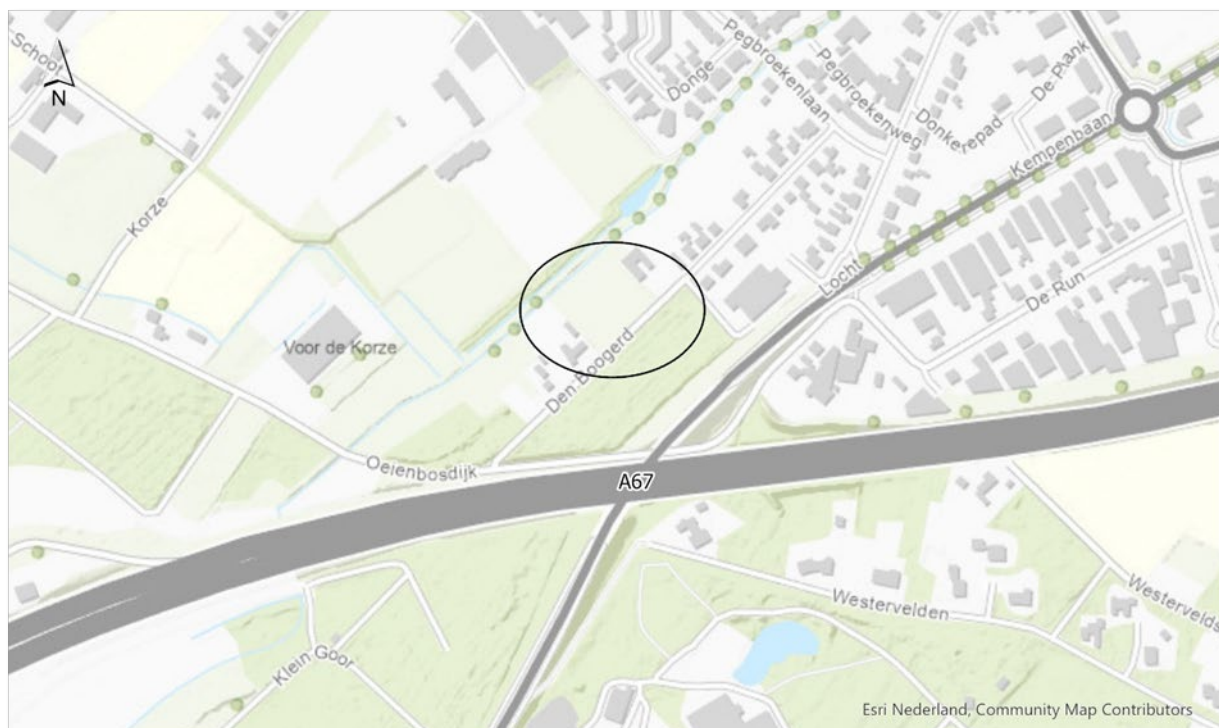 Schoot
N
Korze
Voor de Korze
Donge
Pegbroekenlaan
Pegbroekenweg
Donkerepad
De Plank
Kempenbaan
Locht
De Run
Den Boogerd
Oeienbosdijk
A67
Westervelden
Westervelds
Klein Goor
Esri Nederland, Community Map Contributors